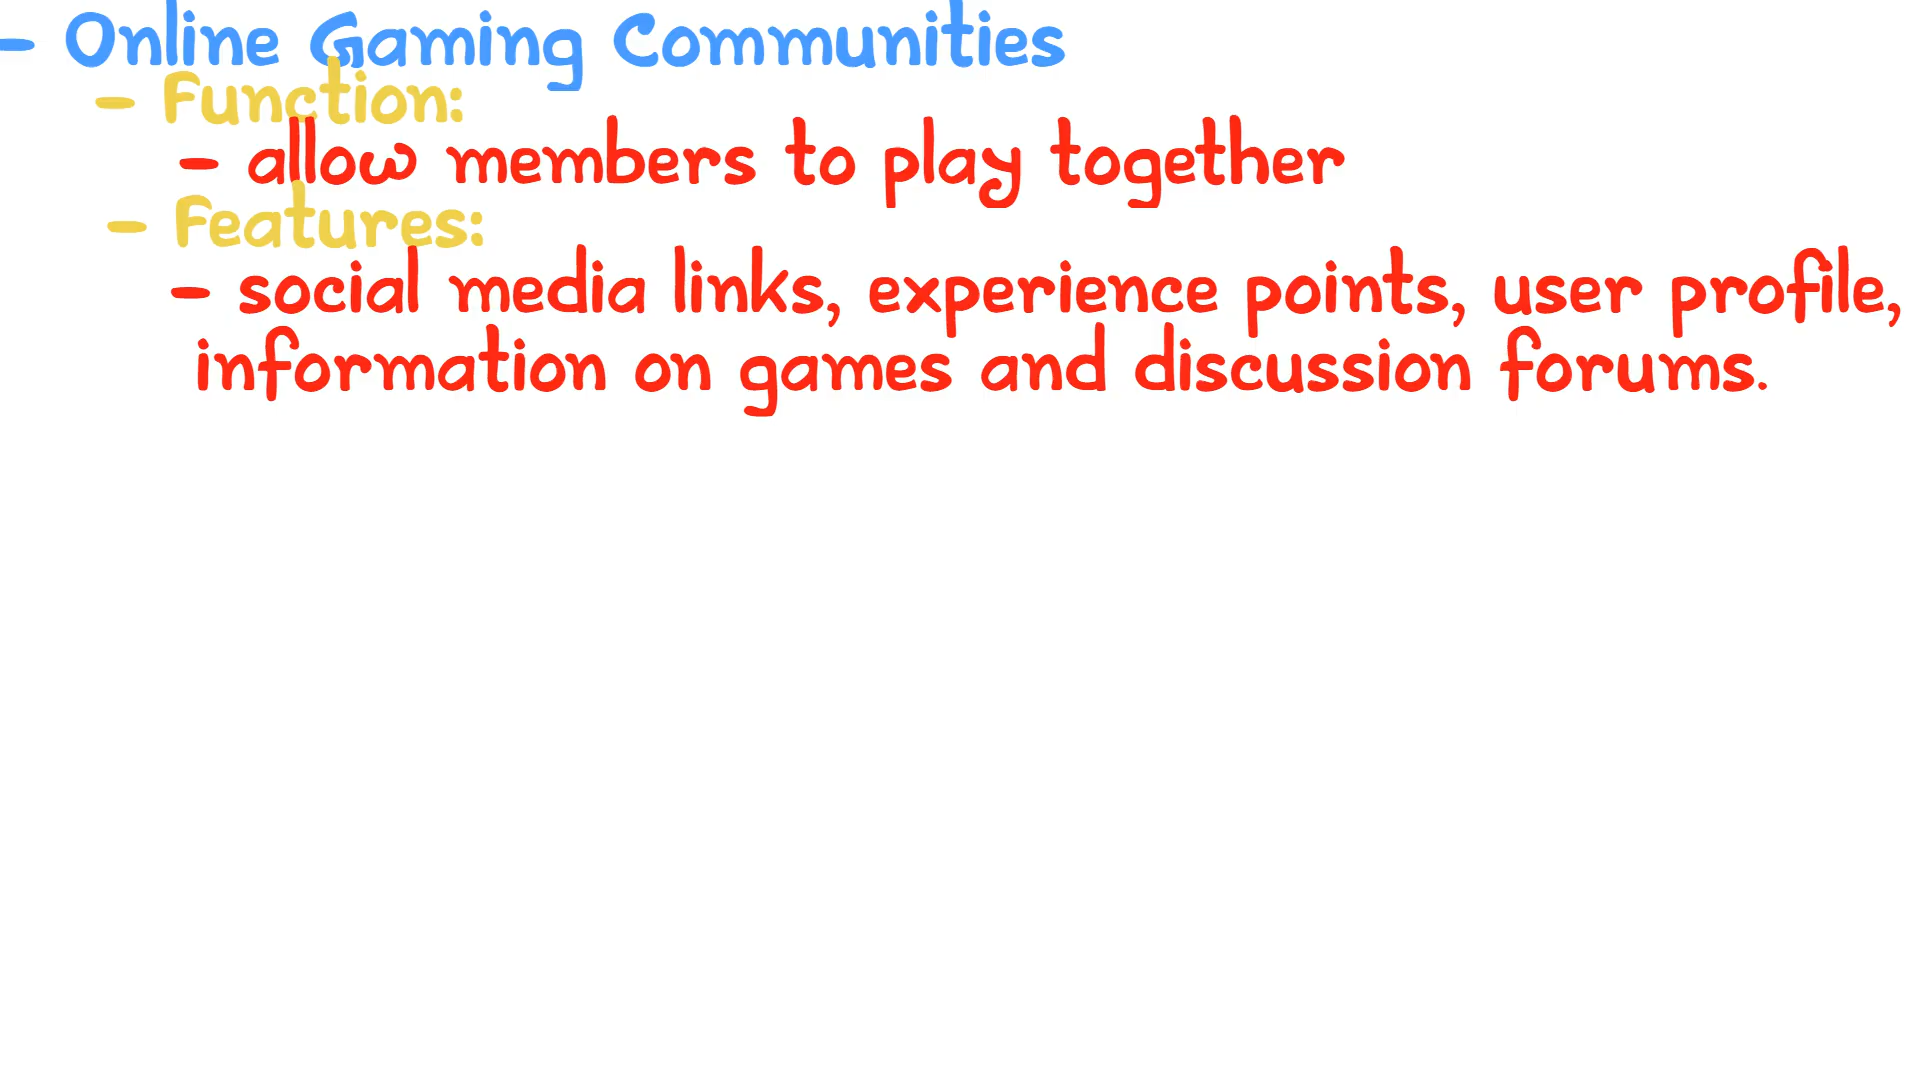 - Online Gaming Communities
- Function:
- allow members to play together
- Features:
- social media links, experience points, user profile,
information on games and discussion forums.